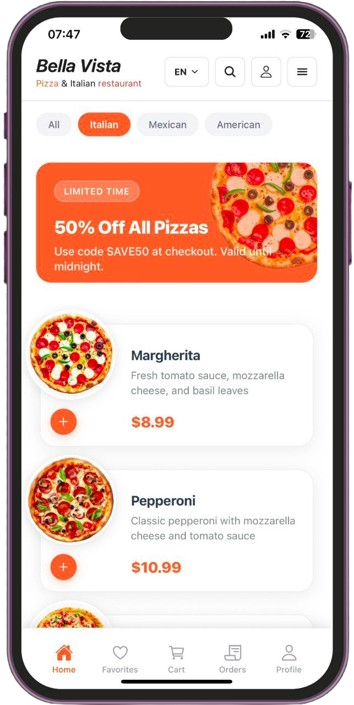 07:47
72
Bella Vista
Pizza & Italian restaurant
EN
All
Italian
Mexican
American
LIMITED TIME
50% Off All Pizzas
Use code SAVE50 at checkout. Valid until
midnight.
Margherita
Fresh tomato sauce, mozzarella
cheese, and basil leaves
+
$8.99
Pepperoni
Classic pepperoni with mozzarella
cheese and tomato sauce
+
$10.99
Home
Favorites
Cart
Orders
Profile